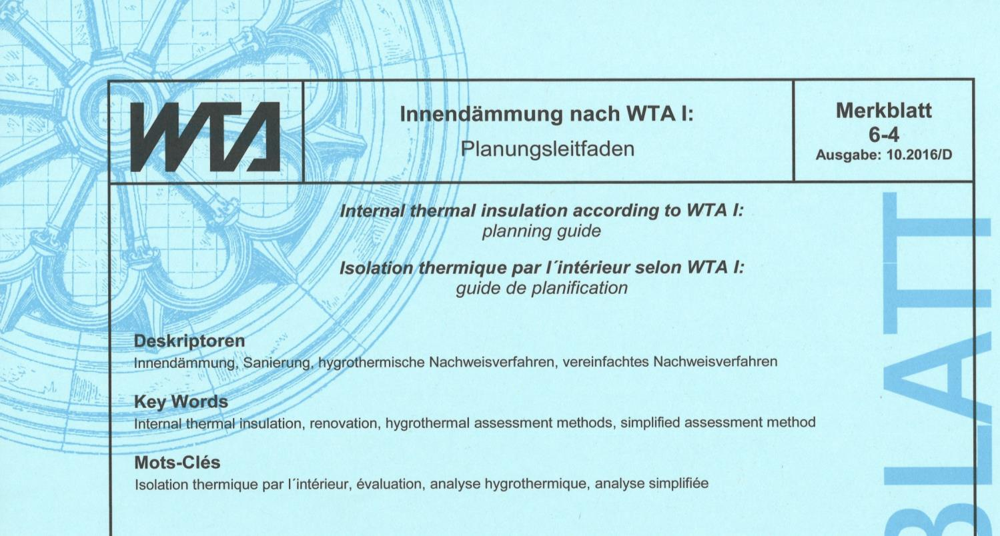 WTA
Innendämmung nach WTA I:
Planungsleitfaden
Merkblatt
6-4
Ausgabe: 10.2016/D
Internal thermal insulation according to WTA I:
planning guide
Isolation thermique par l´intérieur selon WTA I:
guide de planification
Deskriptoren
Innendämmung, Sanierung, hygrothermische Nachweisverfahren, vereinfachtes Nachweisverfahren
Key Words
Internal thermal insulation, renovation, hygrothermal assessment methods, simplified assessment method
Mots-Clés
Isolation thermique par l´intérieur, évaluation, analyse hygrothermique, analyse simplifiée
BLATT